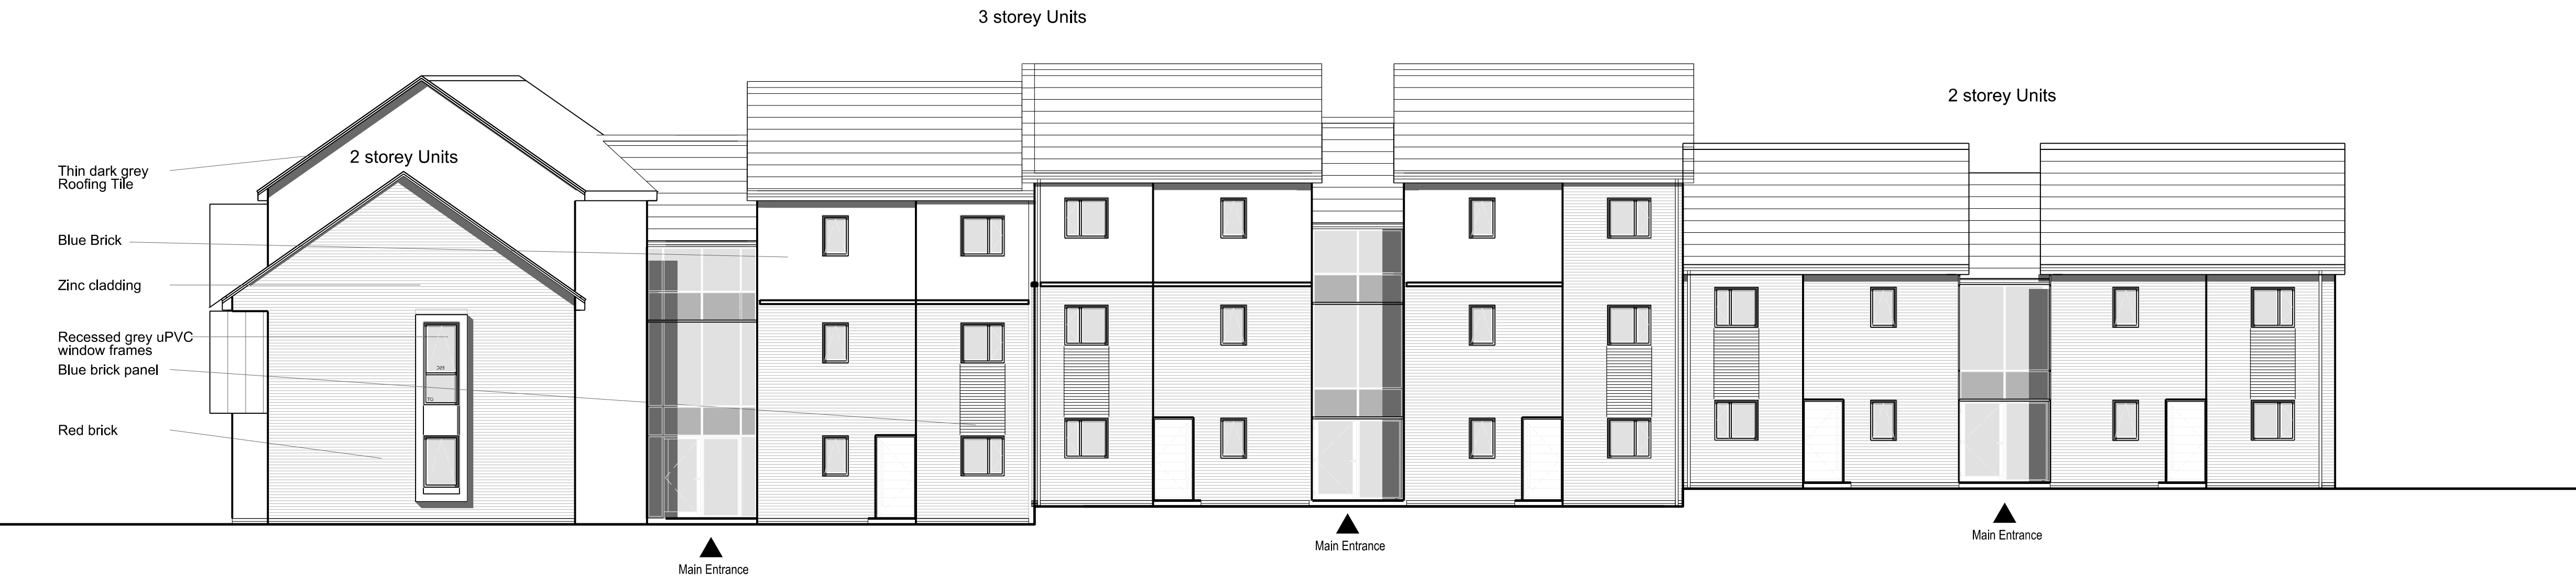 3 storey Units
2 storey Units
2 storey Units
Thin dark grey
Roofing Tile
Blue Brick
Zinc cladding
Recessed grey uPVC
window frames
Blue brick panel
Red brick
TG
Main Entrance
Main Entrance
Main Entrance